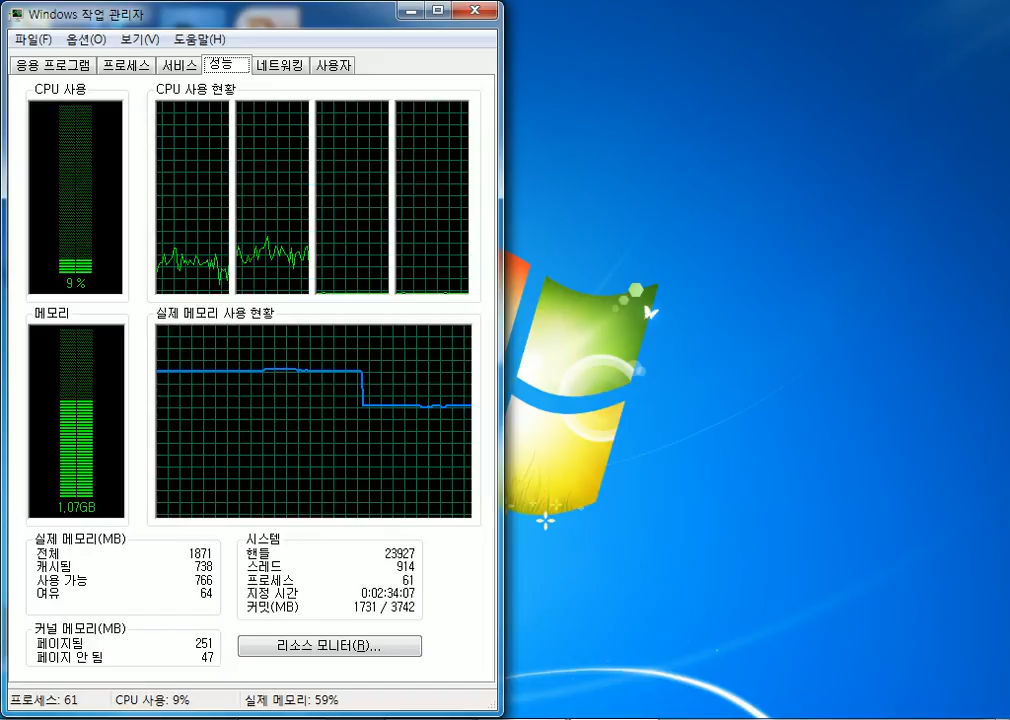 Windows 작업 관리자
파일(F) 옵션(O) 보기(V) 도움말(H)
응용 프로그램 프로세스 서비스 성능 네트워킹 사용자
CPU 사용 CPU 사용 현황
9 %
메모리 실제 메모리 사용 현황
1,07GB
실제 메모리(MB)
전체 1871
캐시됨 738
사용 가능 766
여유 64
시스템
핸들 23927
스레드 914
프로세스 61
지정 시간 0:02:34:07
커밋(MB) 1731 / 3742
커널 메모리(MB)
페이지됨 251
페이지 안 됨 47
리소스 모니터(R)...
프로세스: 61 CPU 사용: 9% 실제 메모리: 59%